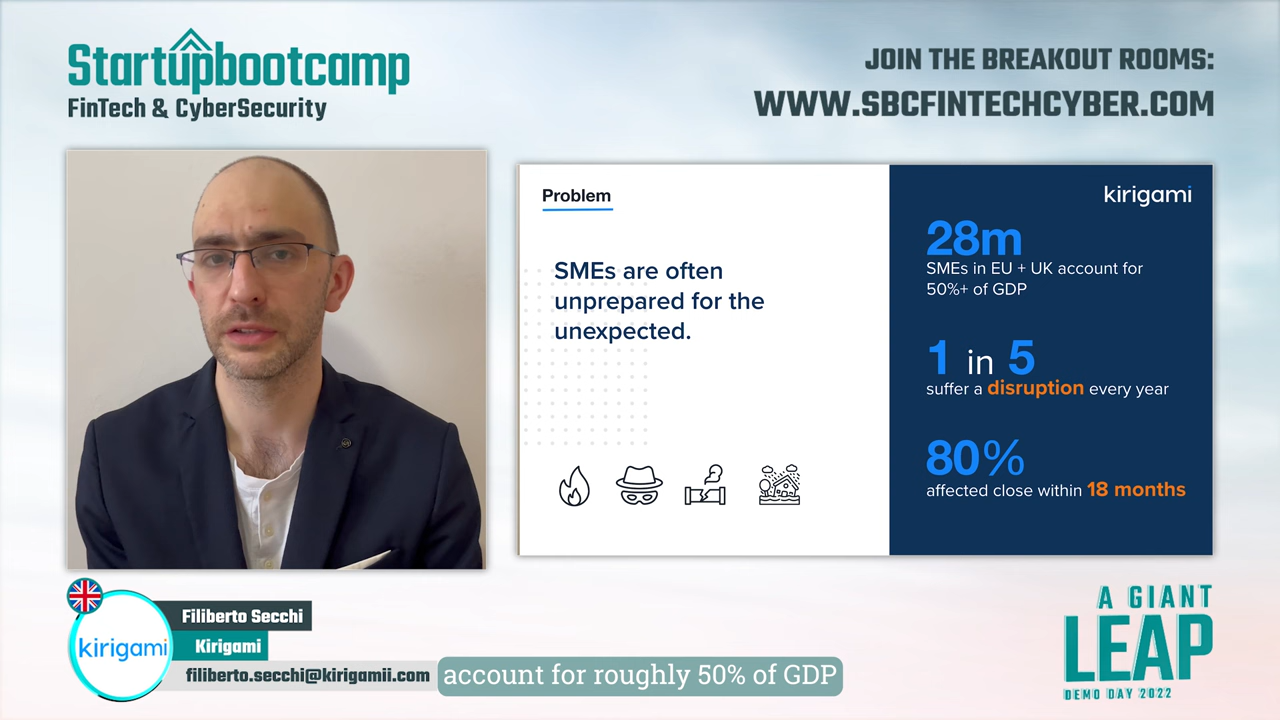 Startupbootcamp
FinTech & CyberSecurity
JOIN THE BREAKOUT ROOMS:
WWW.SBCFINTECHCYBER.COM
Problem
SMEs are often
unprepared for the
unexpected.
kirigami
28m
SMEs in EU + UK account for
50%+ of GDP
1 in 5
suffer a disruption every year
80%
affected close within 18 months
kirigami
Filiberto Secchi
Kirigami
filiberto.secchi@kirigamii.com
account for roughly 50% of GDP
A GIANT
LEAP
DEMO DAY 2022